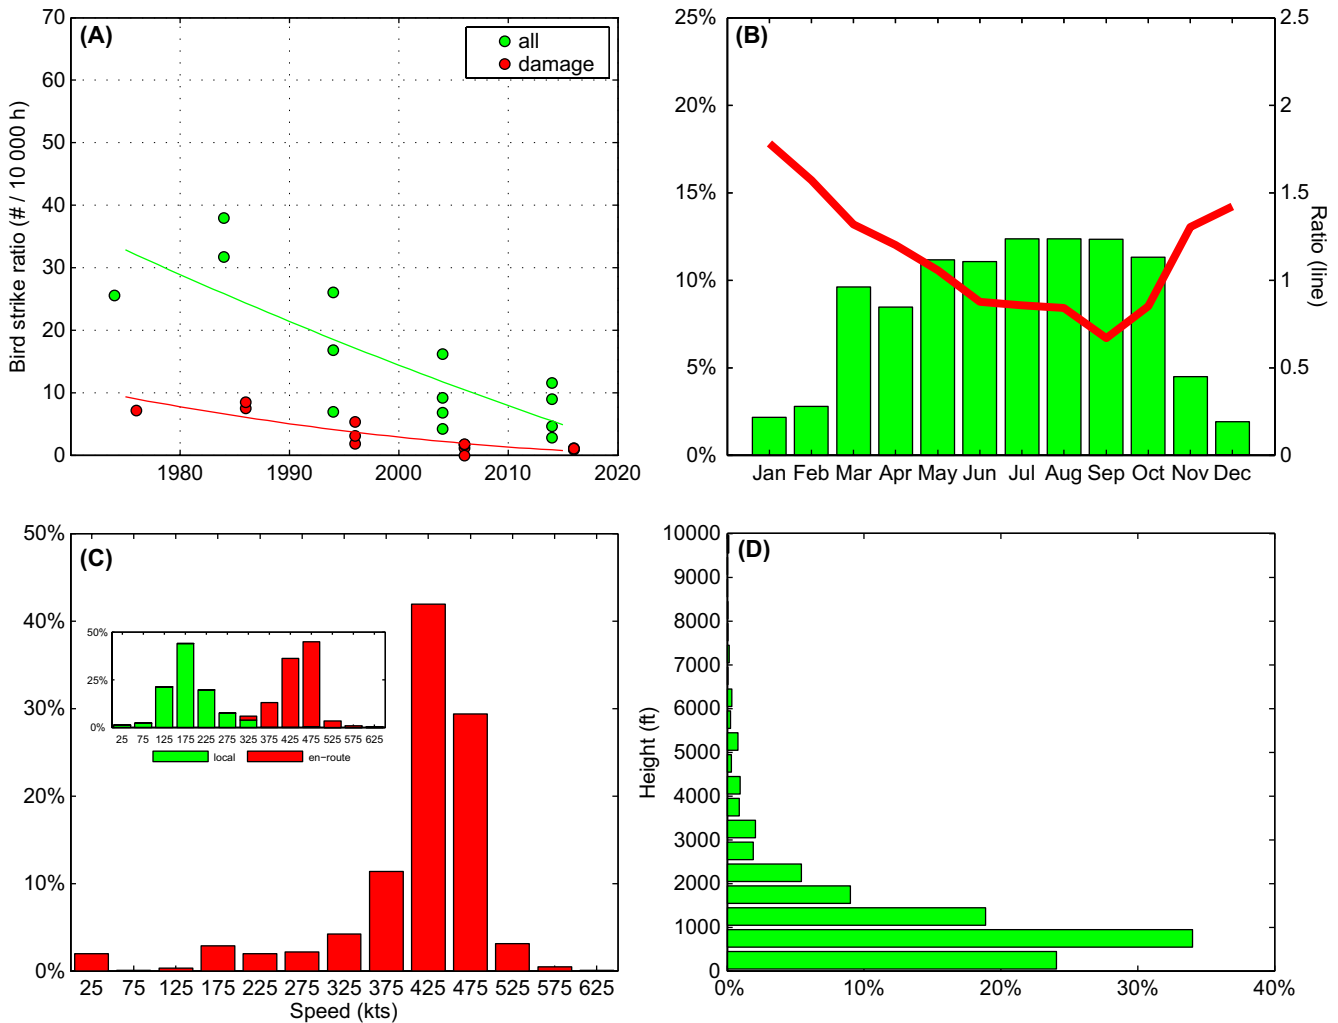 (A)
all
damage
Bird strike ratio (# / 10 000 h)
70
60
50
40
30
20
10
0
1980 1990 2000 2010 2020
(B)
25%
20%
15%
10%
5%
0%
2.5
2
1.5
1
0.5
0
Ratio (line)
Jan Feb Mar Apr May Jun Jul Aug Sep Oct Nov Dec
(C)
50%
40%
30%
20%
10%
0%
50%
25%
0%
25 75 125 175 225 275 325 375 425 475 525 575 625
local en-route
25 75 125 175 225 275 325 375 425 475 525 575 625
Speed (kts)
(D)
Height (ft)
10000
9000
8000
7000
6000
5000
4000
3000
2000
1000
0
0% 10% 20% 30% 40%